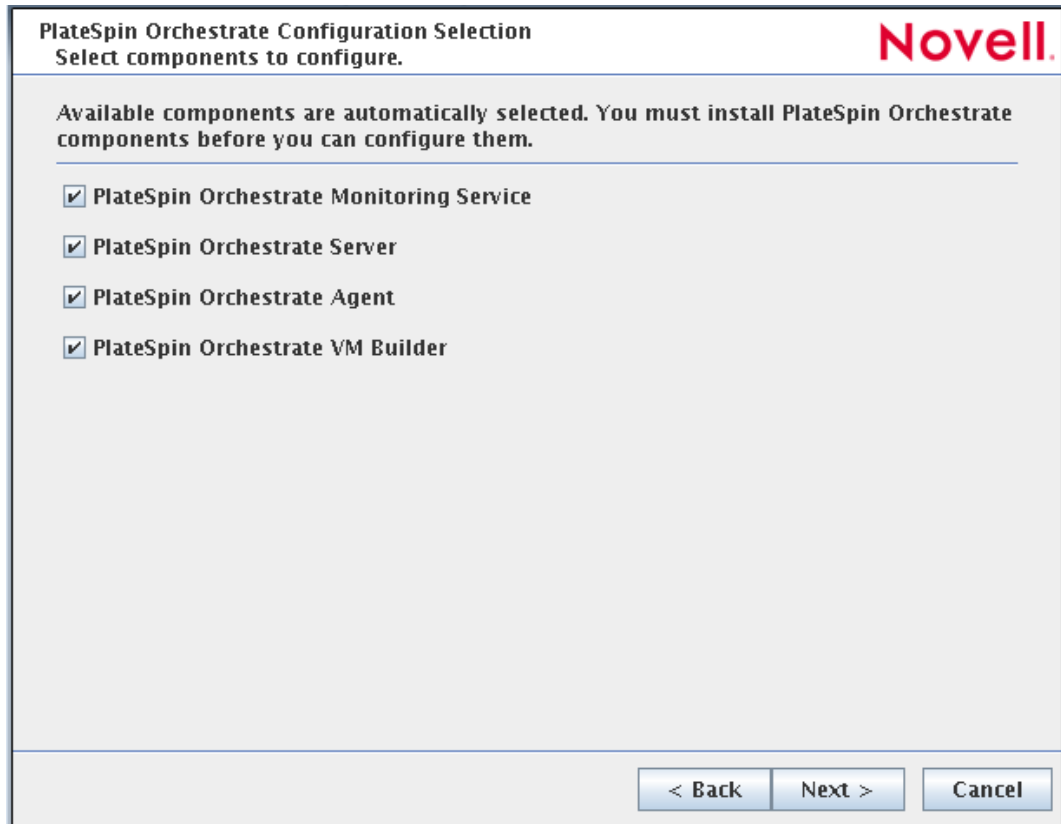 PlateSpin Orchestrate Configuration Selection
Select components to configure.
Novell.
Available components are automatically selected. You must install PlateSpin Orchestrate
components before you can configure them.
PlateSpin Orchestrate Monitoring Service
PlateSpin Orchestrate Server
PlateSpin Orchestrate Agent
PlateSpin Orchestrate VM Builder
< Back
Next >
Cancel